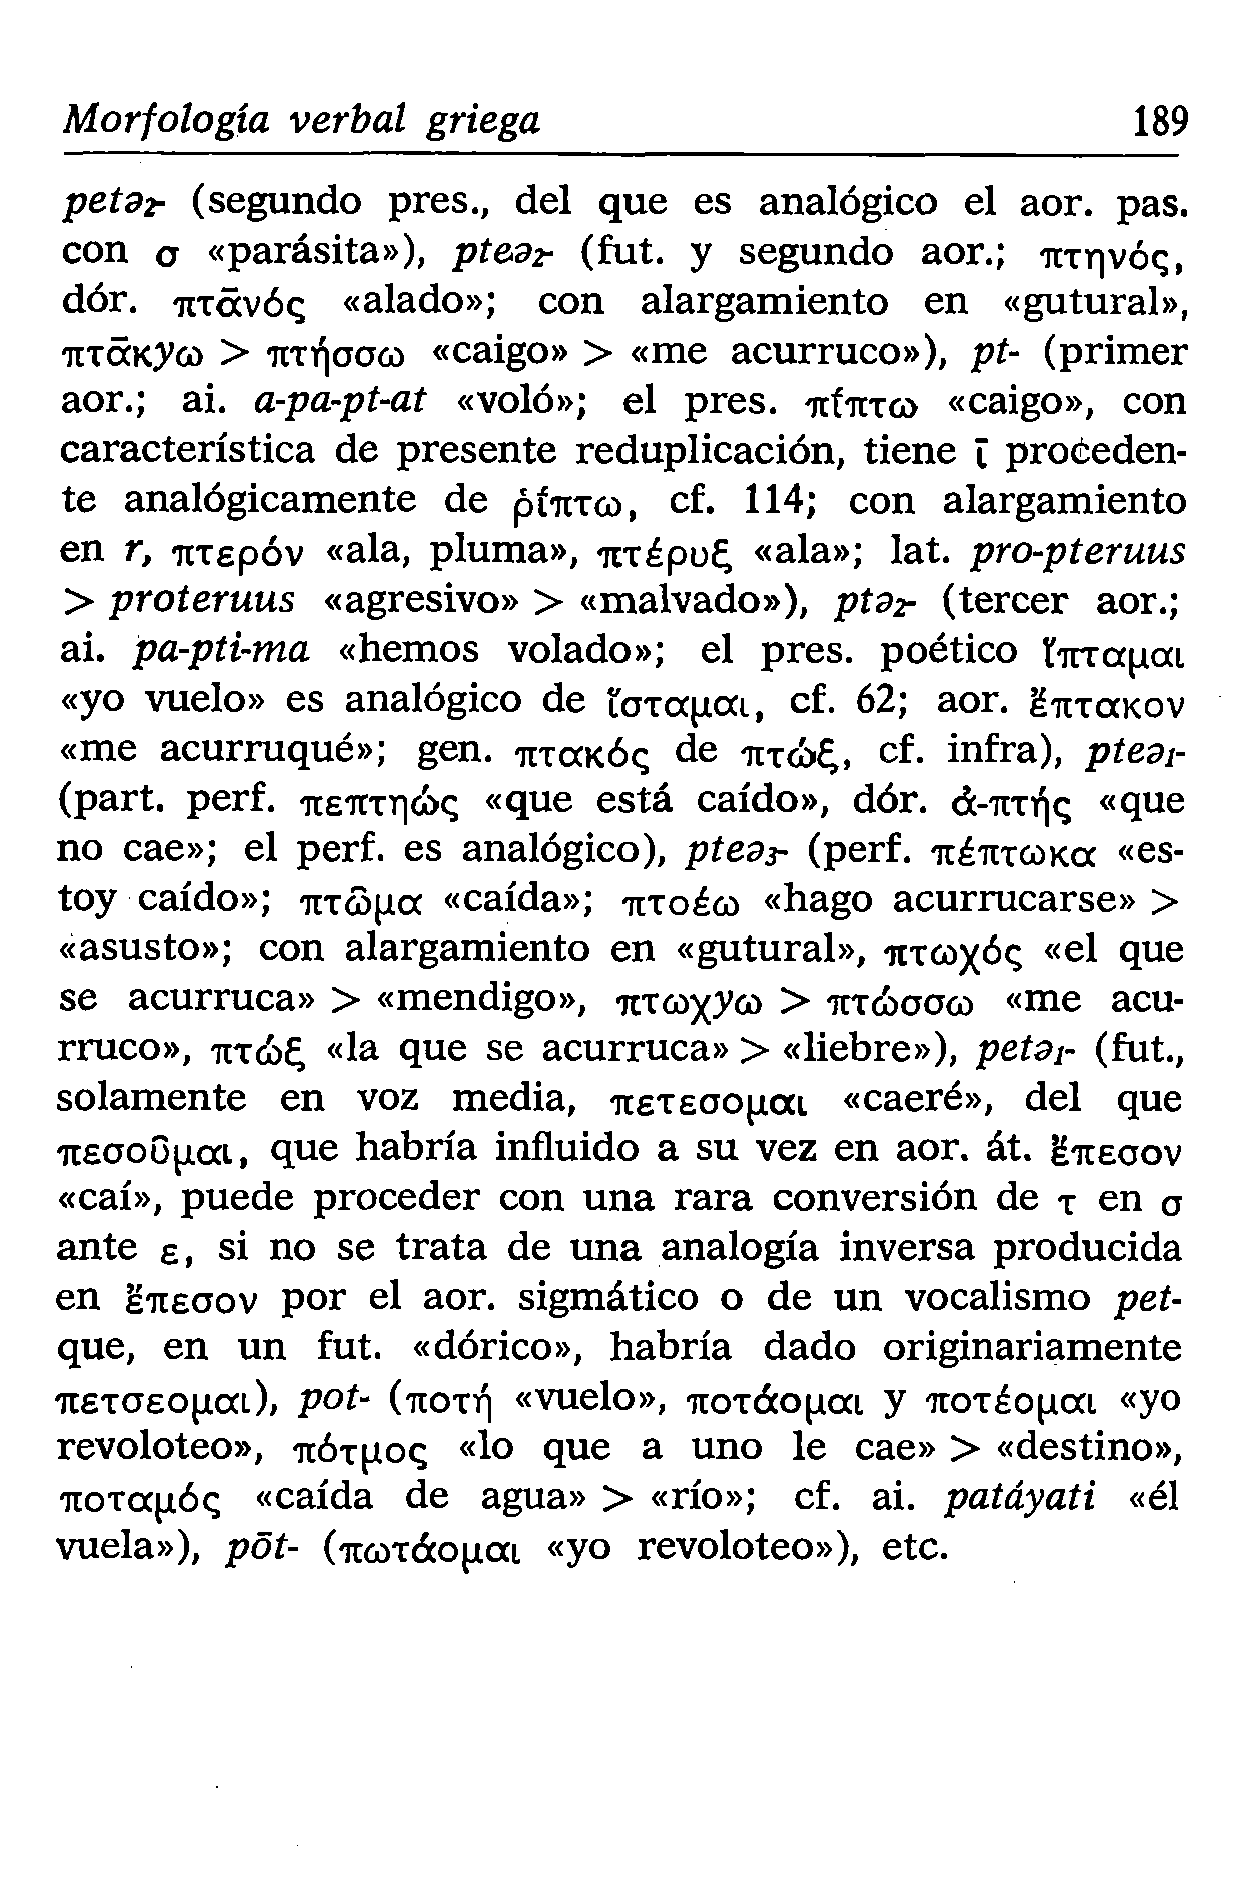 Morfología verbal griega 189
petə₂- (segundo pres., del que es analógico el aor. pas.
con σ «parásita»), pteə₂- (fut. y segundo aor.; πτηνός,
dór. πτᾱνός «alado»; con alargamiento en «gutural»,
πτᾱκyω > πτήσσω «caigo» > «me acurruco»), pt- (primer
aor.; ai. a-pa-pt-at «voló»; el pres. πίπτω «caigo», con
característica de presente reduplicación, tiene ῑ proceden-
te analógicamente de ῥίπτω, cf. 114; con alargamiento
en r, πτερόν «ala, pluma», πτέρυξ «ala»; lat. pro-pteruus
> proteruus «agresivo» > «malvado»), ptə₂- (tercer aor.;
ai. pa-pti-ma «hemos volado»; el pres. poético ἵπταμαι
«yo vuelo» es analógico de ἵσταμαι, cf. 62; aor. ἔπτακον
«me acurruqué»; gen. πτακός de πτώξ, cf. infra), pteə₁-
(part. perf. πεπτηώς «que está caído», dór. ἀ-πτής «que
no cae»; el perf. es analógico), pteə₃- (perf. πέπτωκα «es-
toy caído»; πτῶμα «caída»; πτοέω «hago acurrucarse» >
«asusto»; con alargamiento en «gutural», πτωχός «el que
se acurruca» > «mendigo», πτωχyω > πτώσσω «me acu-
rruco», πτώξ «la que se acurruca» > «liebre»), petə₁- (fut.,
solamente en voz media, πετεσομαι «caeré», del que
πεσοῦμαι, que habría influido a su vez en aor. át. ἔπεσον
«caí», puede proceder con una rara conversión de τ en σ
ante ε, si no se trata de una analogía inversa producida
en ἔπεσον por el aor. sigmático o de un vocalismo pet-
que, en un fut. «dórico», habría dado originariamente
πετσεομαι), pot- (ποτή «vuelo», ποτάομαι y ποτέομαι «yo
revoloteo», πότμος «lo que a uno le cae» > «destino»,
ποταμός «caída de agua» > «río»; cf. ai. patáyati «él
vuela»), pōt- (πωτάομαι «yo revoloteo»), etc.